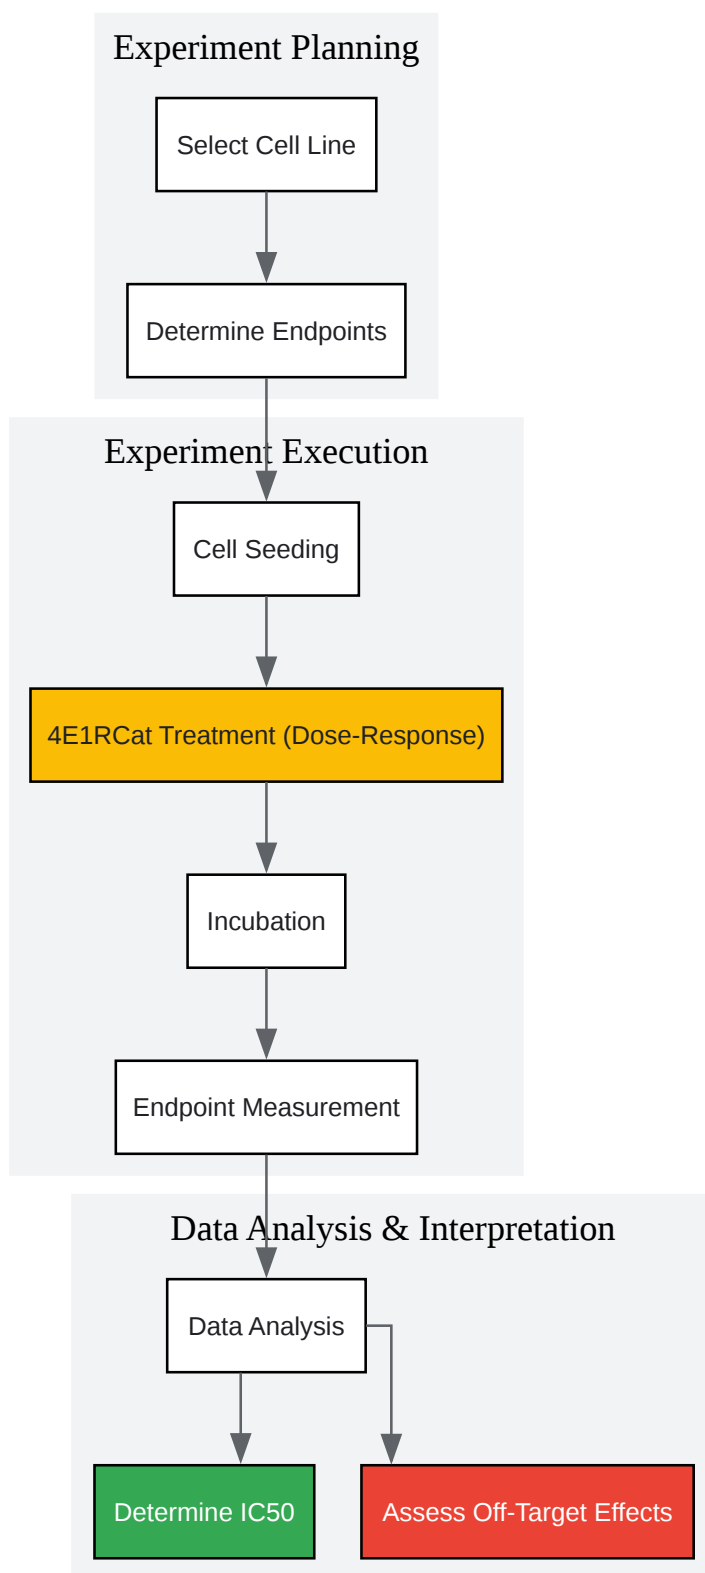 Experiment Planning
Select Cell Line
Determine Endpoints
Experiment Execution
Cell Seeding
4E1RCat Treatment (Dose-Response)
Incubation
Endpoint Measurement
Data Analysis & Interpretation
Data Analysis
Determine IC50
Assess Off-Target Effects